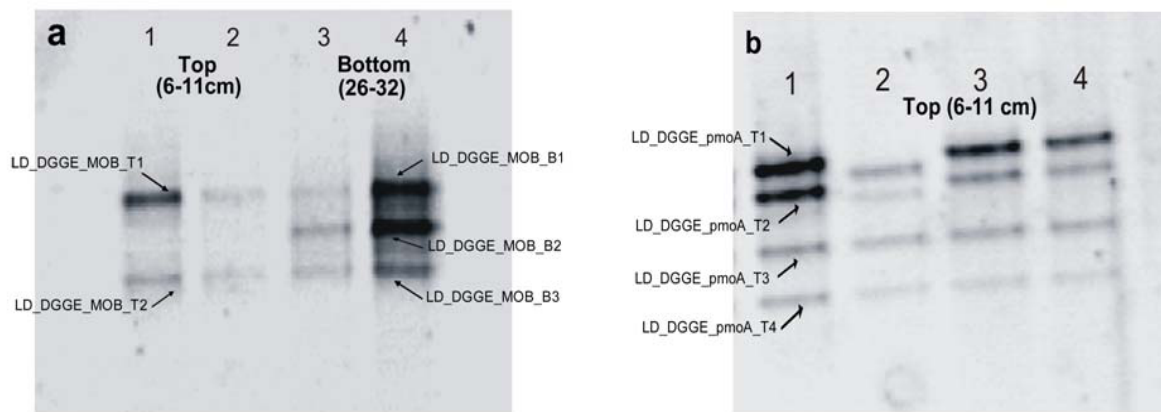 a
1 2 3 4
Top
(6-11cm)
Bottom
(26-32)
LD_DGGE_MOB_T1
LD_DGGE_MOB_B1
LD_DGGE_MOB_B2
LD_DGGE_MOB_T2
LD_DGGE_MOB_B3
b
1 2 3 4
Top (6-11 cm)
LD_DGGE_pmoA_T1
LD_DGGE_pmoA_T2
LD_DGGE_pmoA_T3
LD_DGGE_pmoA_T4